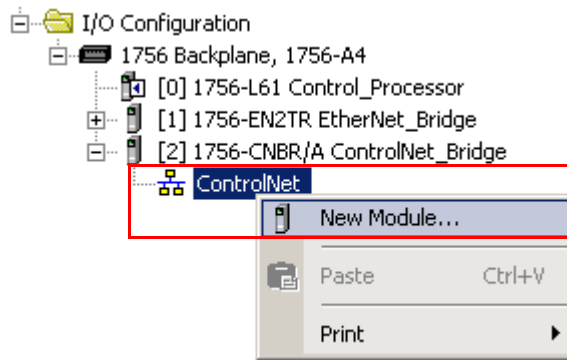 I/O Configuration
1756 Backplane, 1756-A4
[0] 1756-L61 Control_Processor
[1] 1756-EN2TR EtherNet_Bridge
[2] 1756-CNBR/A ControlNet_Bridge
ControlNet
New Module...
Paste Ctrl+V
Print